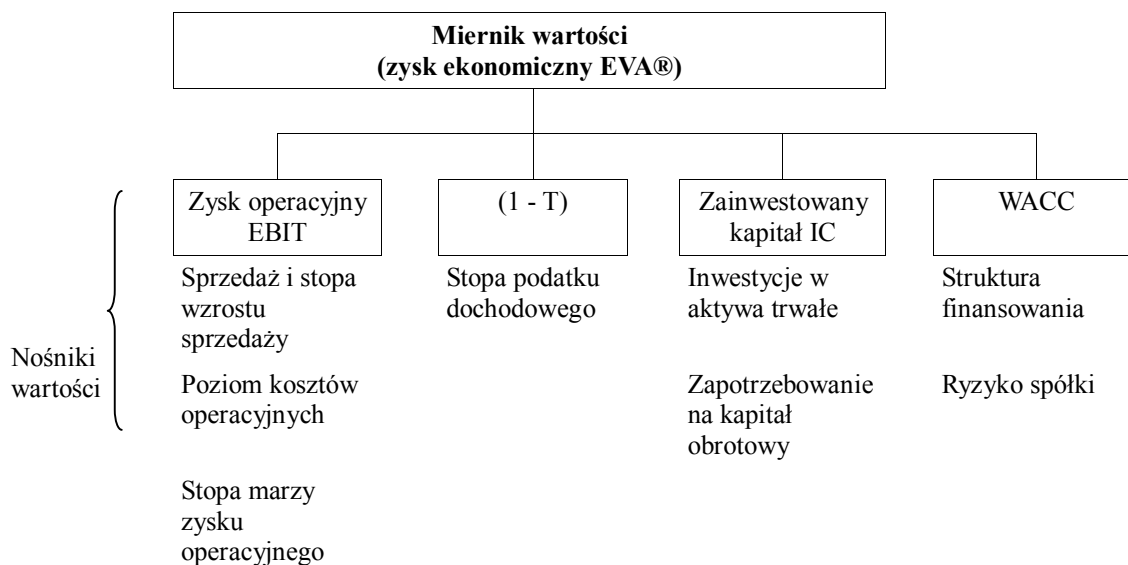 Miernik wartości
(zysk ekonomiczny EVA®)
Zysk operacyjny
EBIT
(1 - T)
Zainwestowany
kapitał IC
WACC
Nośniki
wartości
Sprzedaż i stopa
wzrostu
sprzedaży
Poziom kosztów
operacyjnych
Stopa marzy
zysku
operacyjnego
Stopa podatku
dochodowego
Inwestycje w
aktywa trwałe
Zapotrzebowanie
na kapitał
obrotowy
Struktura
finansowania
Ryzyko spółki